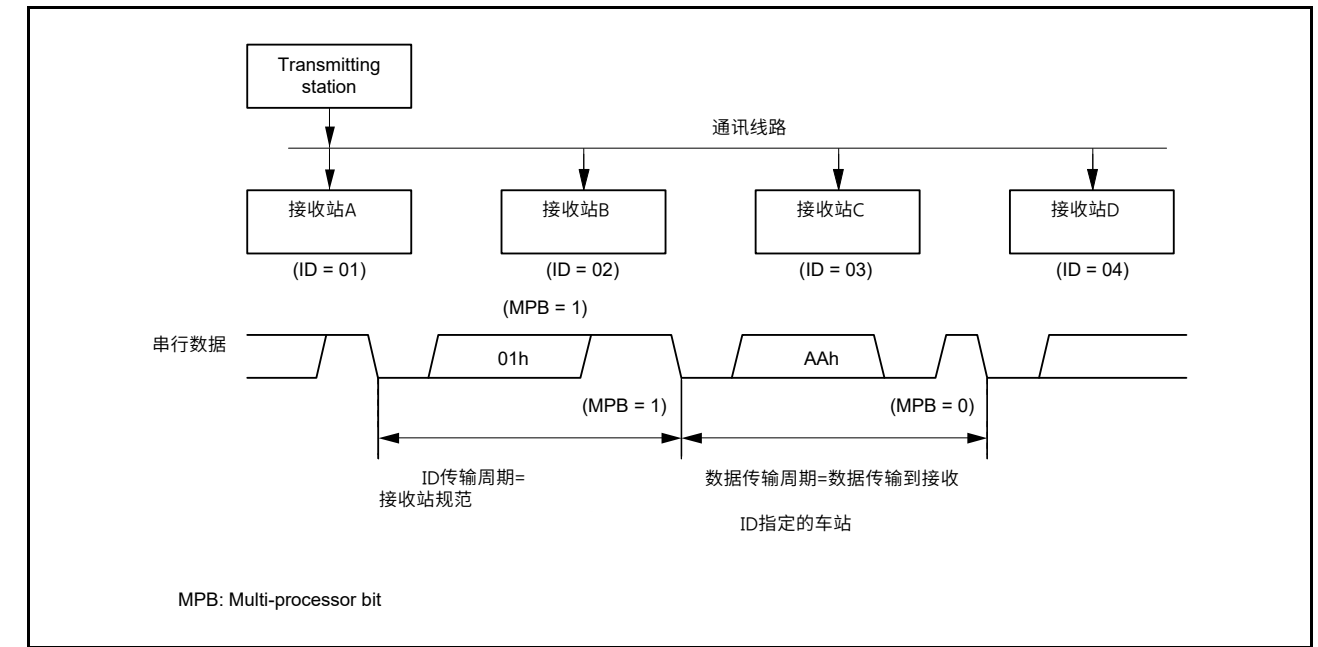 Transmitting
station
通讯线路
接收站A
接收站B
接收站C
接收站D
(ID = 01)
(ID = 02)
(ID = 03)
(ID = 04)
(MPB = 1)
串行数据
01h
AAh
(MPB = 1)
(MPB = 0)
ID传输周期=
接收站规范
数据传输周期=数据传输到接收
ID指定的车站
MPB: Multi-processor bit